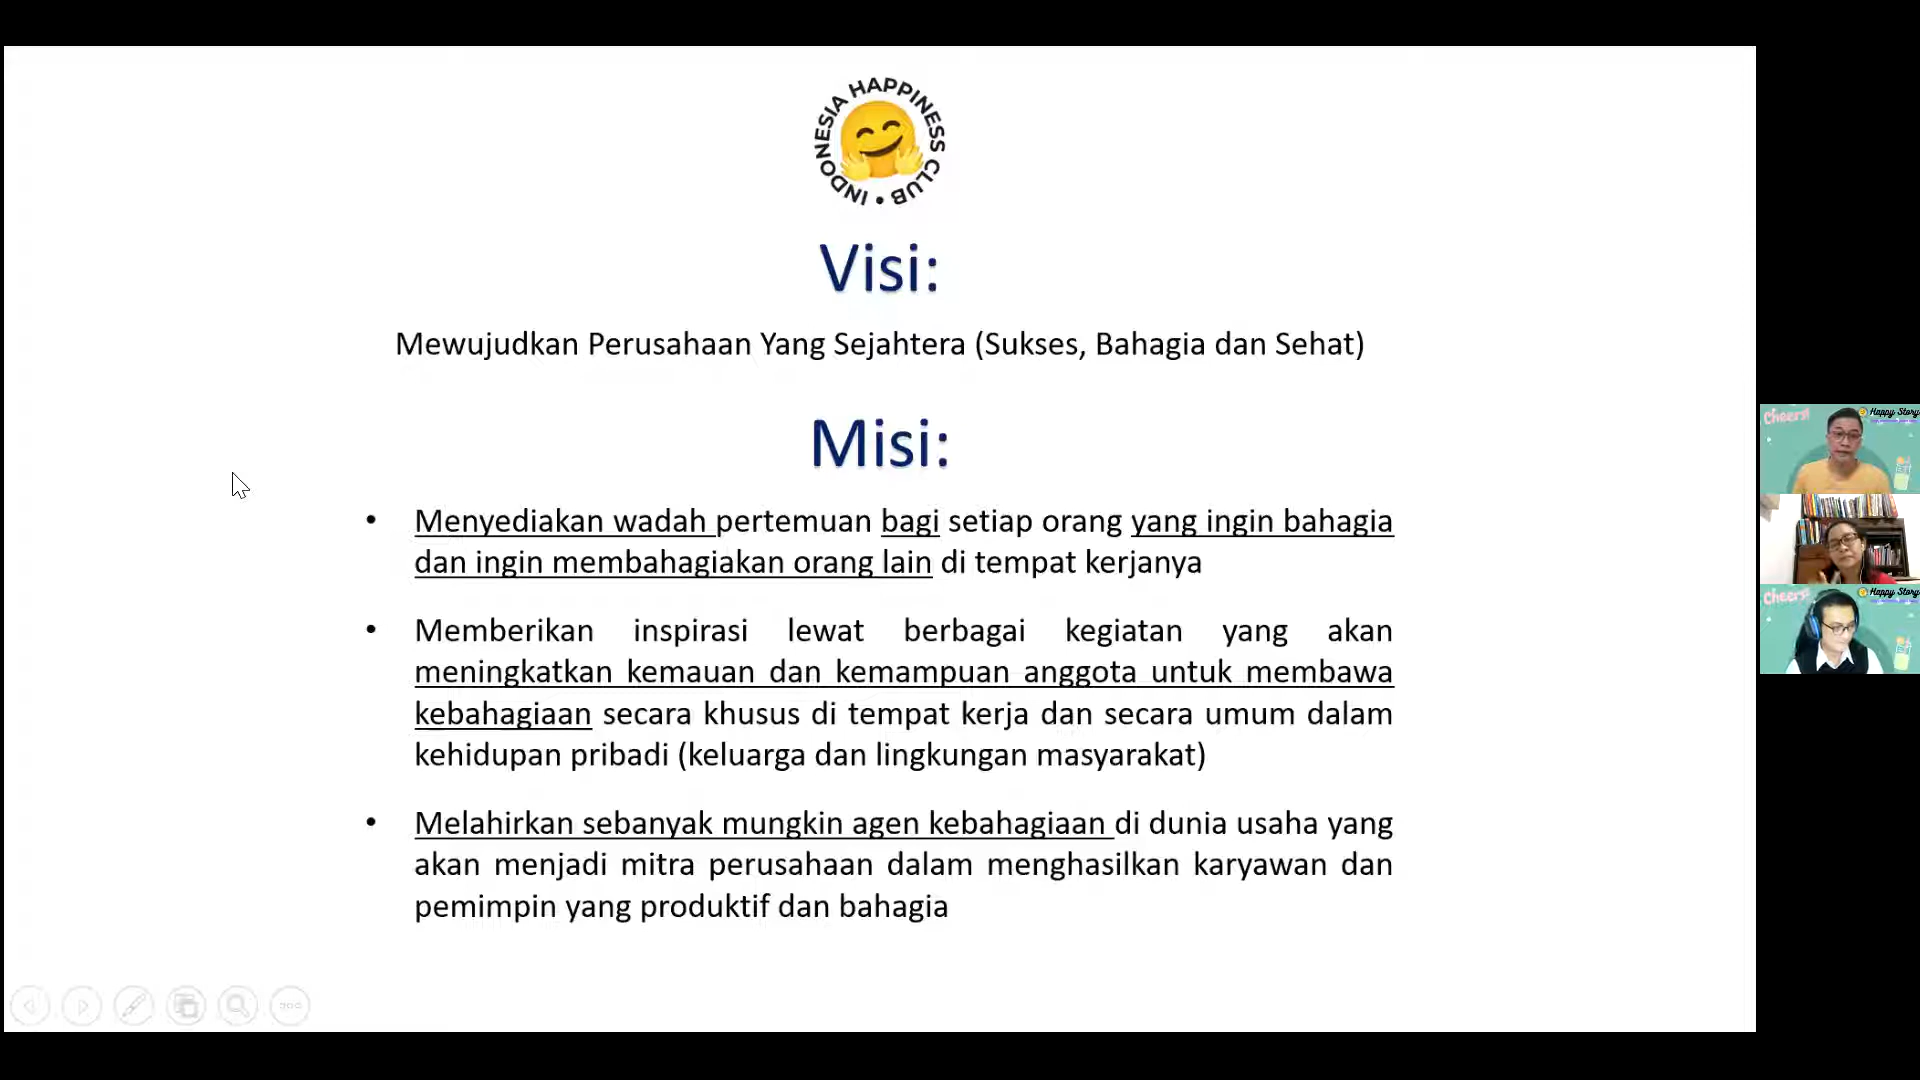 INDONESIA HAPPINESS CLUB •
Visi:
Mewujudkan Perusahaan Yang Sejahtera (Sukses, Bahagia dan Sehat)
Misi:
• Menyediakan wadah pertemuan bagi setiap orang yang ingin bahagia
dan ingin membahagiakan orang lain di tempat kerjanya
• Memberikan inspirasi lewat berbagai kegiatan yang akan
meningkatkan kemauan dan kemampuan anggota untuk membawa
kebahagiaan secara khusus di tempat kerja dan secara umum dalam
kehidupan pribadi (keluarga dan lingkungan masyarakat)
• Melahirkan sebanyak mungkin agen kebahagiaan di dunia usaha yang
akan menjadi mitra perusahaan dalam menghasilkan karyawan dan
pemimpin yang produktif dan bahagia
Cheers!
Happy Story
Cheers!
Happy Story